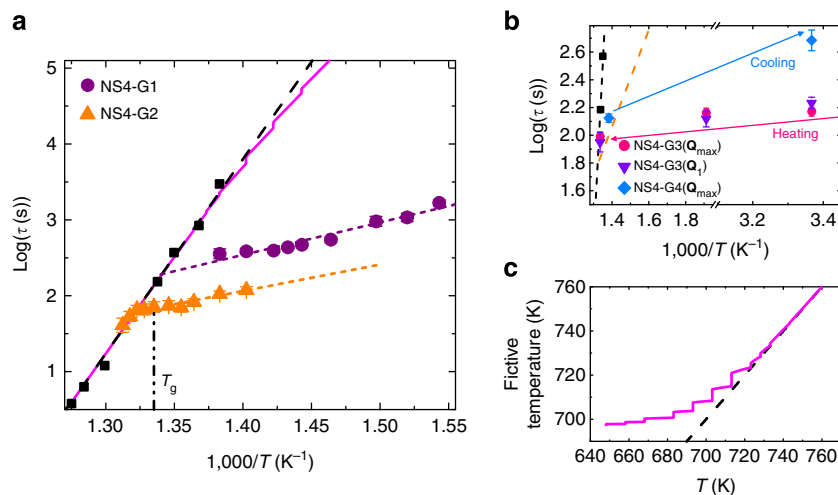 a
Log(τ (s))
5
4
3
2
1
NS4-G1
NS4-G2
T
g
1.30
1.35
1.40
1.45
1.50
1.55
1,000/T (K⁻¹)
b
Log(τ (s))
2.6
2.4
2.2
2.0
1.8
1.6
Cooling
Heating
NS4-G3(Q_max)
NS4-G3(Q_1)
NS4-G4(Q_max)
1.4
1.6
1.8
3.2
3.4
1,000/T (K⁻¹)
c
Fictive
temperature (K)
760
740
720
700
640
660
680
700
720
740
760
T (K)